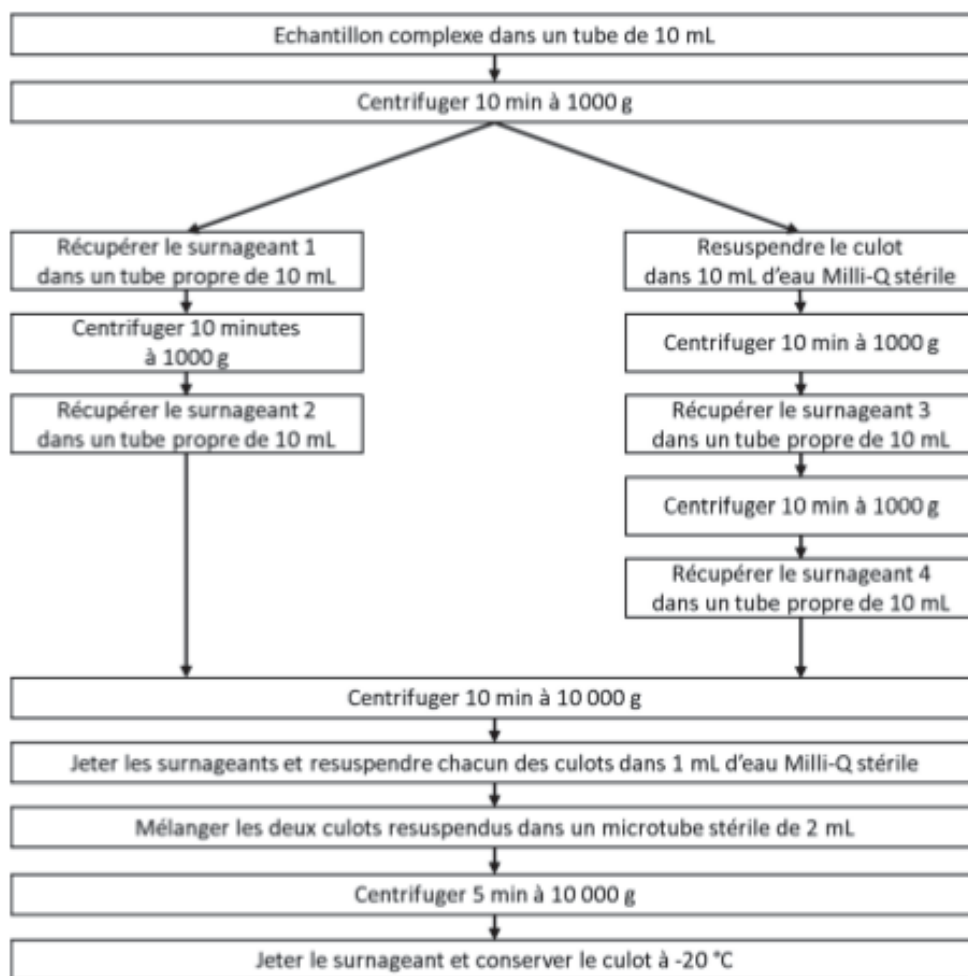 Echantillon complexe dans un tube de 10 mL
Centrifuger 10 min à 1000 g
Récupérer le surnageant 1
dans un tube propre de 10 mL
Centrifuger 10 minutes
à 1000 g
Récupérer le surnageant 2
dans un tube propre de 10 mL
Resuspendre le culot
dans 10 mL d'eau Milli-Q stérile
Centrifuger 10 min à 1000 g
Récupérer le surnageant 3
dans un tube propre de 10 mL
Centrifuger 10 min à 1000 g
Récupérer le surnageant 4
dans un tube propre de 10 mL
Centrifuger 10 min à 10 000 g
Jeter les surnageants et resuspendre chacun des culots dans 1 mL d'eau Milli-Q stérile
Mélanger les deux culots resuspendus dans un microtube stérile de 2 mL
Centrifuger 5 min à 10 000 g
Jeter le surnageant et conserver le culot à -20 °C